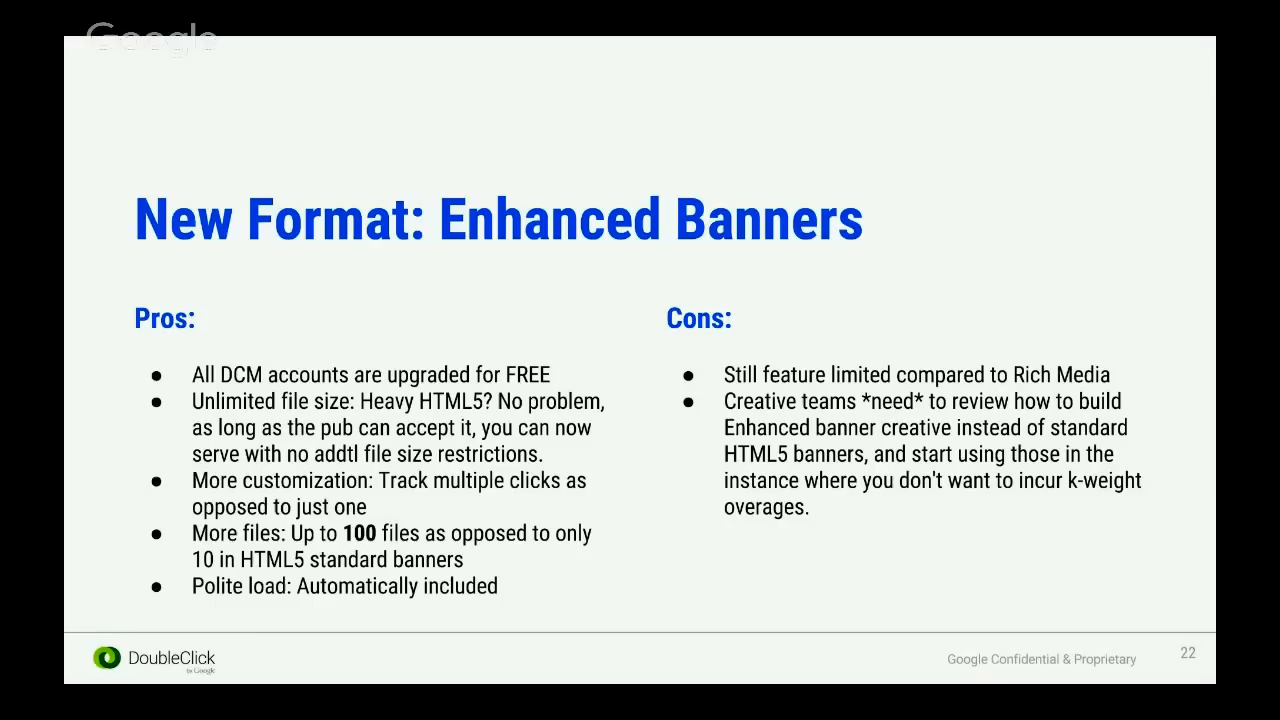 Google
New Format: Enhanced Banners
Pros:
● All DCM accounts are upgraded for FREE
● Unlimited file size: Heavy HTML5? No problem,
as long as the pub can accept it, you can now
serve with no addtl file size restrictions.
● More customization: Track multiple clicks as
opposed to just one
● More files: Up to 100 files as opposed to only
10 in HTML5 standard banners
● Polite load: Automatically included
Cons:
● Still feature limited compared to Rich Media
● Creative teams *need* to review how to build
Enhanced banner creative instead of standard
HTML5 banners, and start using those in the
instance where you don't want to incur k-weight
overages.
DoubleClick
by Google
Google Confidential & Proprietary
22